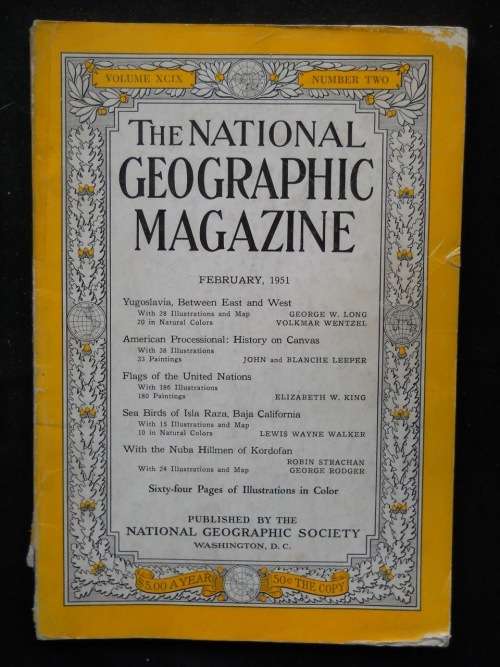 VOLUME XCIX NUMBER TWO
THE NATIONAL
GEOGRAPHIC
MAGAZINE
FEBRUARY, 1951
Yugoslavia, Between East and West
With 28 Illustrations and Map GEORGE W. LONG
20 in Natural Colors VOLKMAR WENTZEL
American Processional: History on Canvas
With 38 Illustrations
33 Paintings JOHN and BLANCHE LEEPER
Flags of the United Nations
With 186 Illustrations
180 Paintings ELIZABETH W. KING
Sea Birds of Isla Raza, Baja California
With 15 Illustrations and Map
10 in Natural Colors LEWIS WAYNE WALKER
With the Nuba Hillmen of Kordofan
ROBIN STRACHAN
With 24 Illustrations and Map GEORGE RODGER
Sixty-four Pages of Illustrations in Color
PUBLISHED BY THE
NATIONAL GEOGRAPHIC SOCIETY
WASHINGTON, D. C.
$5.00 A YEAR 50¢ THE COPY